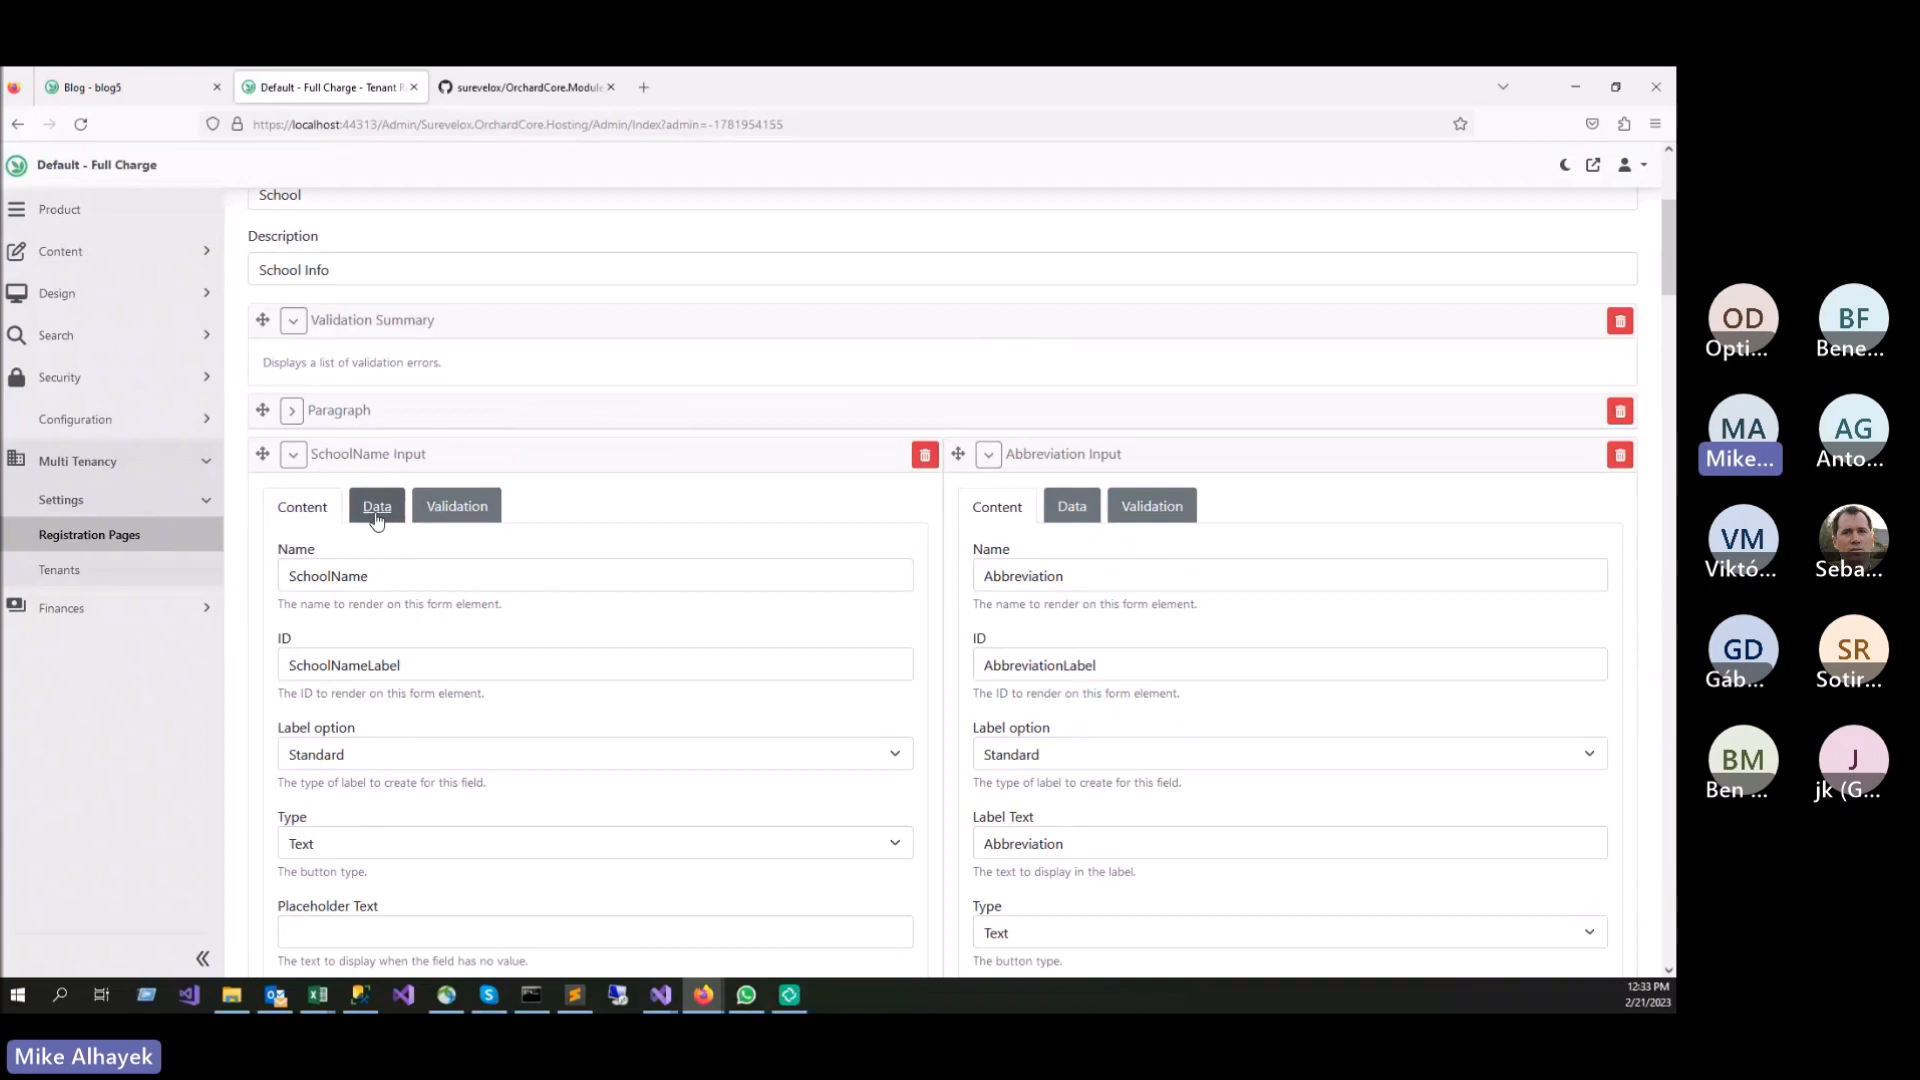 Blog - blog5
Default - Full Charge - Tenant R
surevelox/OrchardCore.Module
https://localhost:44313/Admin/Surevelox.OrchardCore.Hosting/Admin/Index?admin=-1781954155
Default - Full Charge
Product
Content
Design
Search
Security
Configuration
Multi Tenancy
Settings
Registration Pages
Tenants
Finances
School
Description
School Info
Validation Summary
Displays a list of validation errors.
Paragraph
SchoolName Input
Content
Data
Validation
Name
SchoolName
The name to render on this form element.
ID
SchoolNameLabel
The ID to render on this form element.
Label option
Standard
The type of label to create for this field.
Type
Text
The button type.
Placeholder Text
The text to display when the field has no value.
Abbreviation Input
Content
Data
Validation
Name
Abbreviation
The name to render on this form element.
ID
AbbreviationLabel
The ID to render on this form element.
Label option
Standard
The type of label to create for this field.
Label Text
Abbreviation
The text to display in the label.
Type
Text
The button type.
12:33 PM
2/21/2023
OD
Opti...
BF
Bene...
MA
Mike...
AG
Anto...
VM
Viktó...
Seba...
GD
Gáb...
SR
Sotir...
BM
Ben ...
J
jk (G...
Mike Alhayek